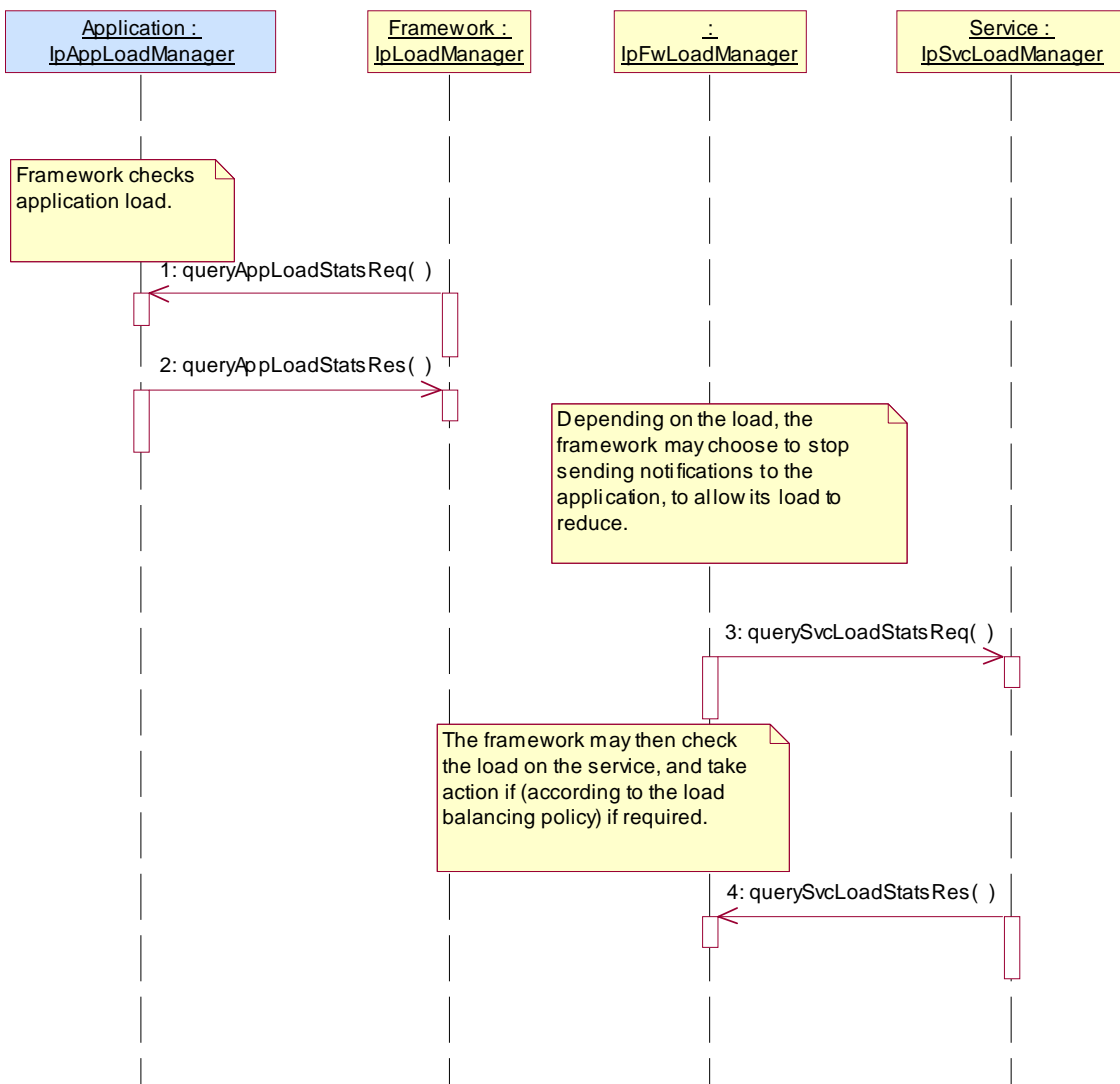 Application :
IpAppLoadManager
Framework :
IpLoadManager
:
IpFwLoadManager
Service :
IpSvcLoadManager
Framework checks
application load.
1: queryAppLoadStatsReq( )
2: queryAppLoadStatsRes( )
Depending on the load, the
framework may choose to stop
sending notifications to the
application, to allow its load to
reduce.
3: querySvcLoadStatsReq( )
The framework may then check
the load on the service, and take
action if (according to the load
balancing policy) if required.
4: querySvcLoadStatsRes( )